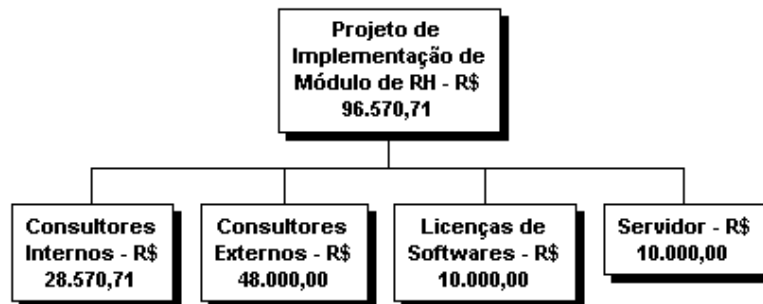 Projeto de
Implementação de
Módulo de RH - R$
96.570,71
Consultores
Internos - R$
28.570,71
Consultores
Externos - R$
48.000,00
Licenças de
Softwares - R$
10.000,00
Servidor - R$
10.000,00